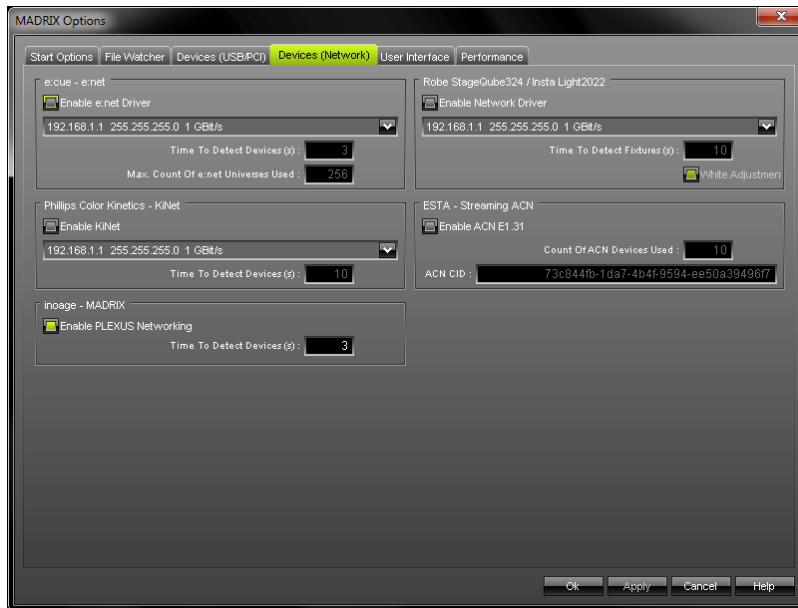 MADRIX Options
Start Options File Watcher Devices (USB/PCI) Devices (Network) User Interface Performance
e:cue - e:net
Enable e:net Driver
192.168.1.1 255.255.255.0 1 GBit/s
Time To Detect Devices (s) : 3
Max. Count Of e:net Universes Used : 256
Phillips Color Kinetics - KiNet
Enable KiNet
192.168.1.1 255.255.255.0 1 GBit/s
Time To Detect Devices (s) : 10
inoage - MADRIX
Enable PLEXUS Networking
Time To Detect Devices (s) : 3
Robe StageQube324 / Insta Light2022
Enable Network Driver
192.168.1.1 255.255.255.0 1 GBit/s
Time To Detect Fixtures (s) : 10
White Adjustmen
ESTA - Streaming ACN
Enable ACN E1.31
Count Of ACN Devices Used : 10
ACN CID : 73c844fb-1da7-4b4f-9594-ee50a39496f7
Ok Apply Cancel Help